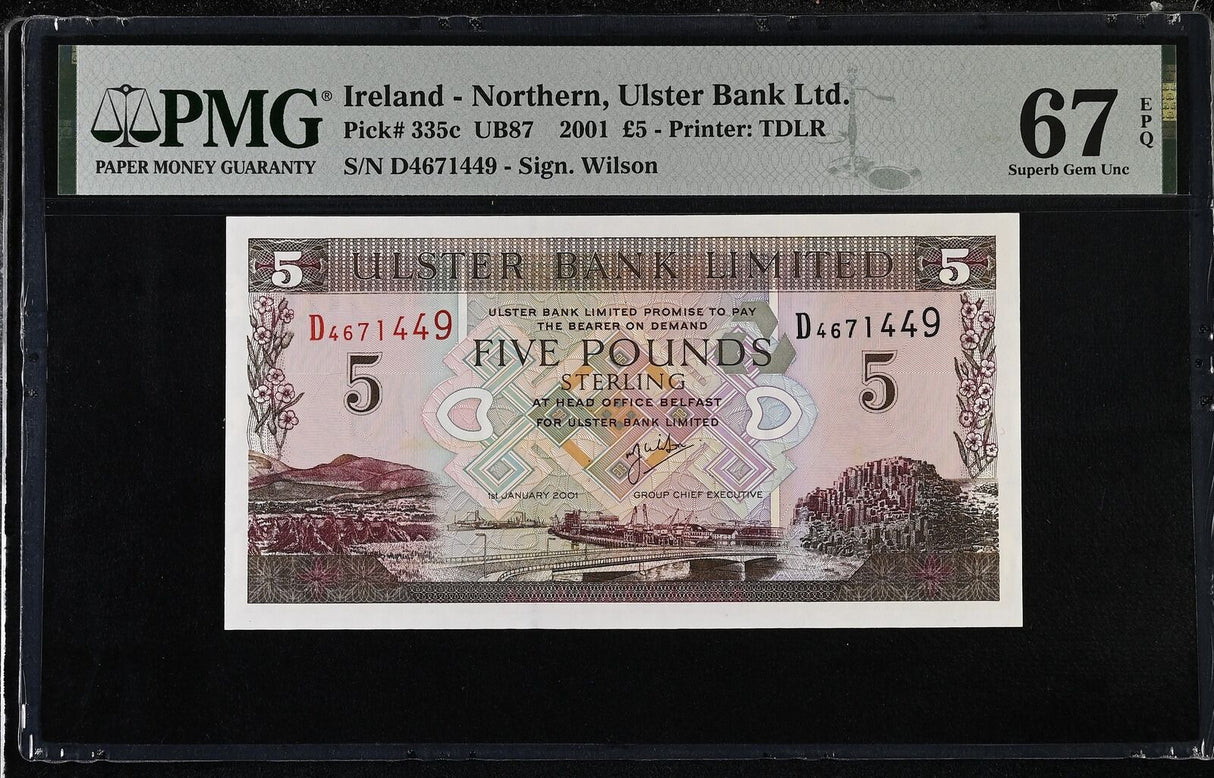 PMG®
PAPER MONEY GUARANTY
Ireland - Northern, Ulster Bank Ltd.
Pick# 335c UB87 2001 £5 - Printer: TDLR
S/N D4671449 - Sign. Wilson
67
EPQ
Superb Gem Unc
5 ULSTER BANK LIMITED 5
ULSTER BANK LIMITED PROMISE TO PAY
THE BEARER ON DEMAND
D4671449 D4671449
FIVE POUNDS
5 5
STERLING
AT HEAD OFFICE BELFAST
FOR ULSTER BANK LIMITED
1st JANUARY 2001 GROUP CHIEF EXECUTIVE